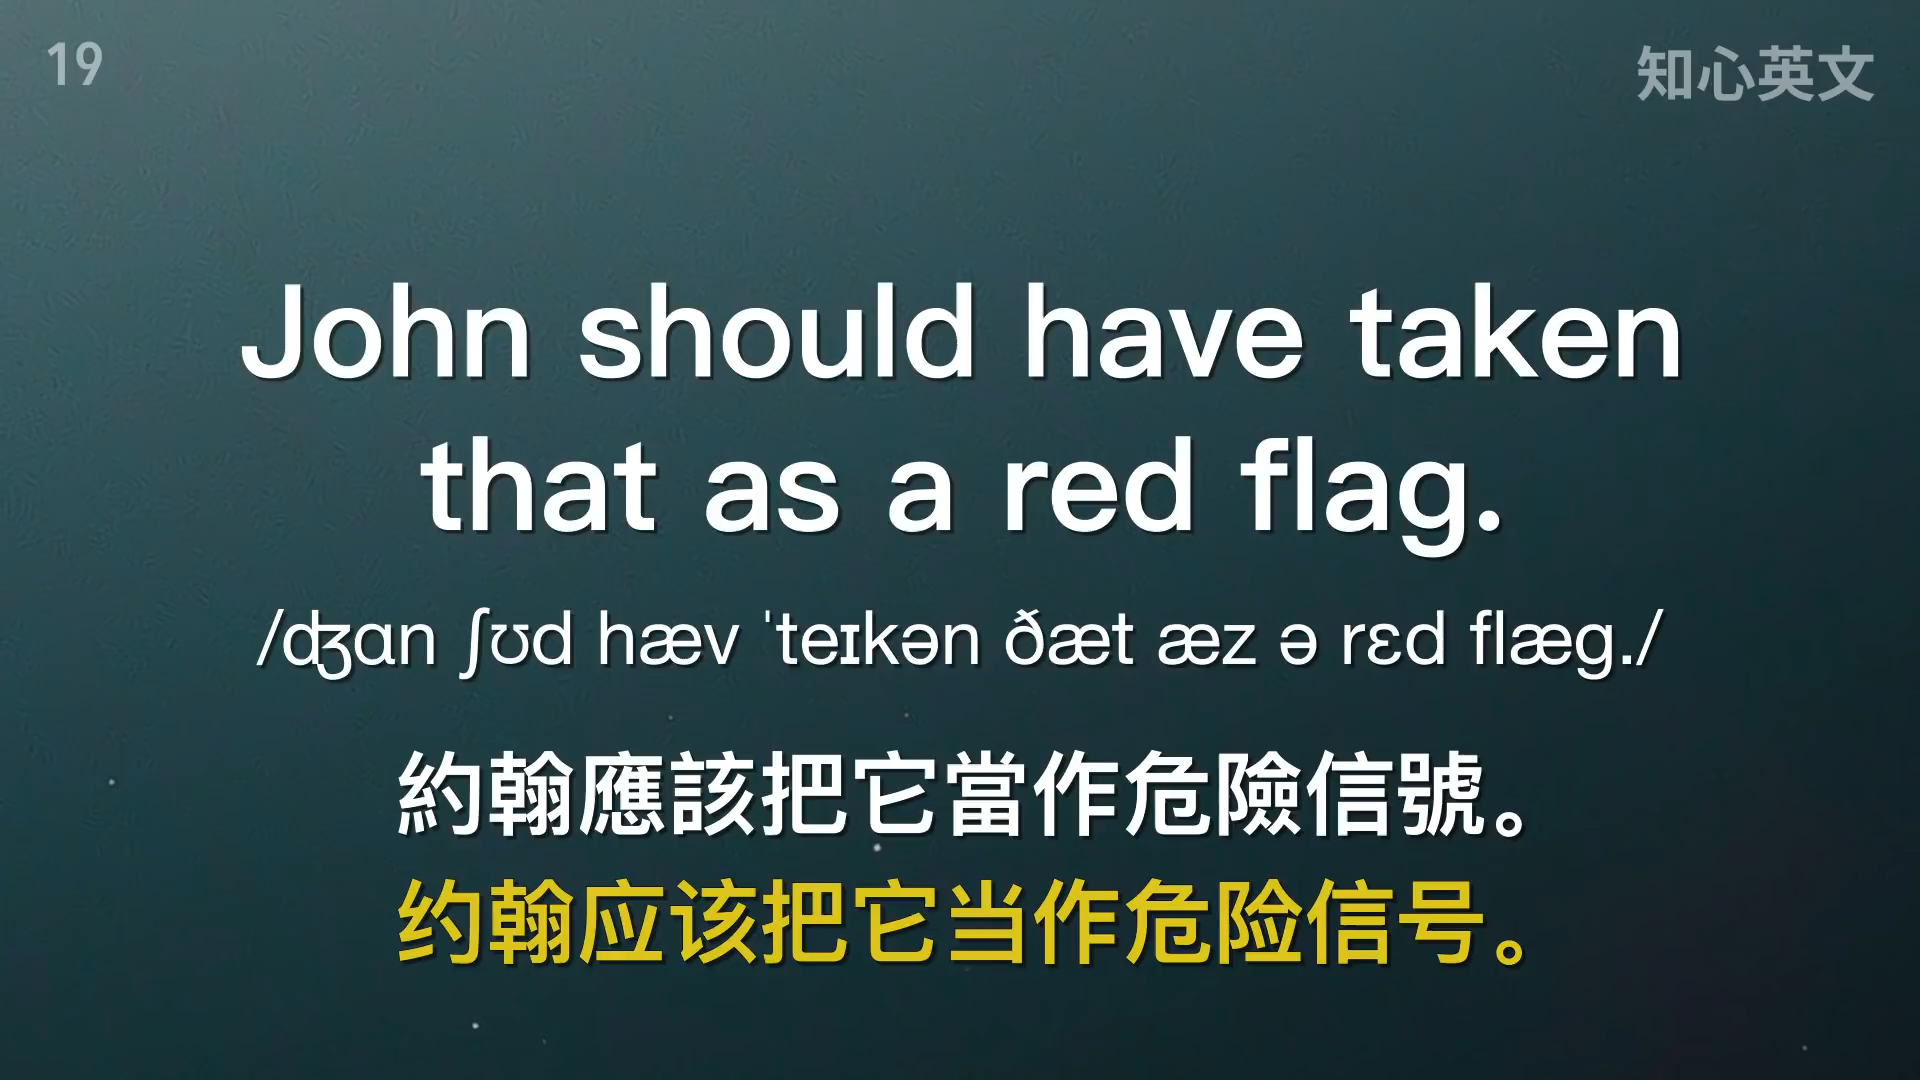 19
知心英文
John should have taken
that as a red flag.
/ʤɑn ʃʊd hæv ˈteɪkən ðæt æz ə rɛd flæg./
約翰應該把它當作危險信號。
约翰应该把它当作危险信号。